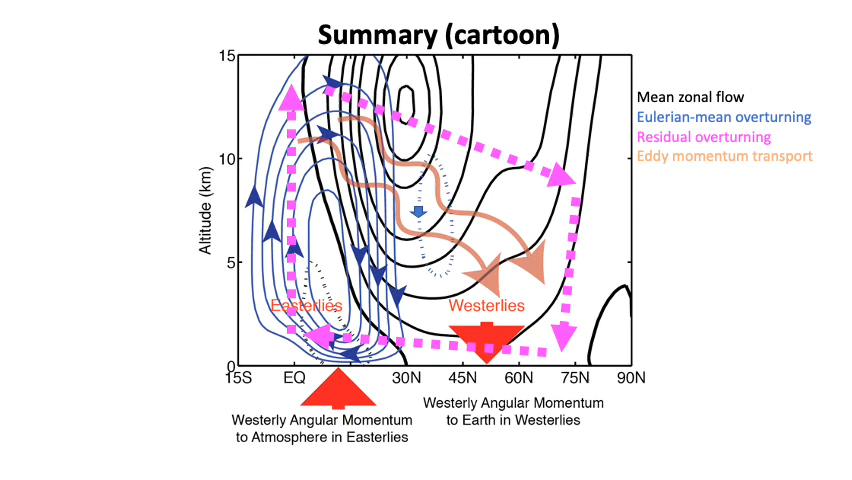 Summary (cartoon)
15
Mean zonal flow
Eulerian-mean overturning
Residual overturning
Eddy momentum transport
10
Altitude (km)
5
Easterlies
Westerlies
0
15S
EQ
30N
45N
60N
75N
90N
Westerly Angular Momentum
to Atmosphere in Easterlies
Westerly Angular Momentum
to Earth in Westerlies